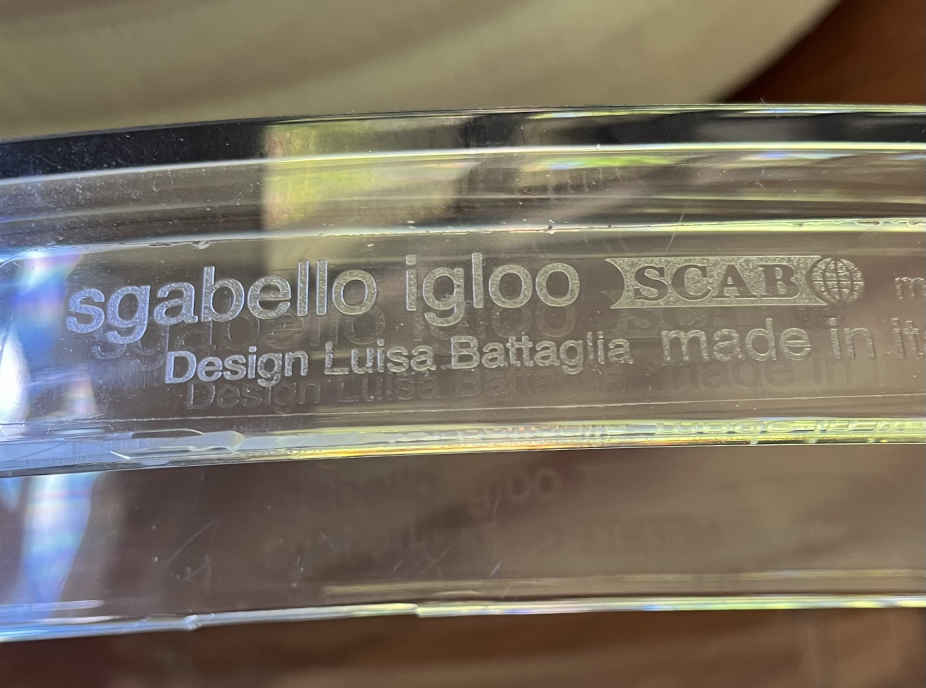 sgabello igloo SCAB
Design Luisa Battaglia made in